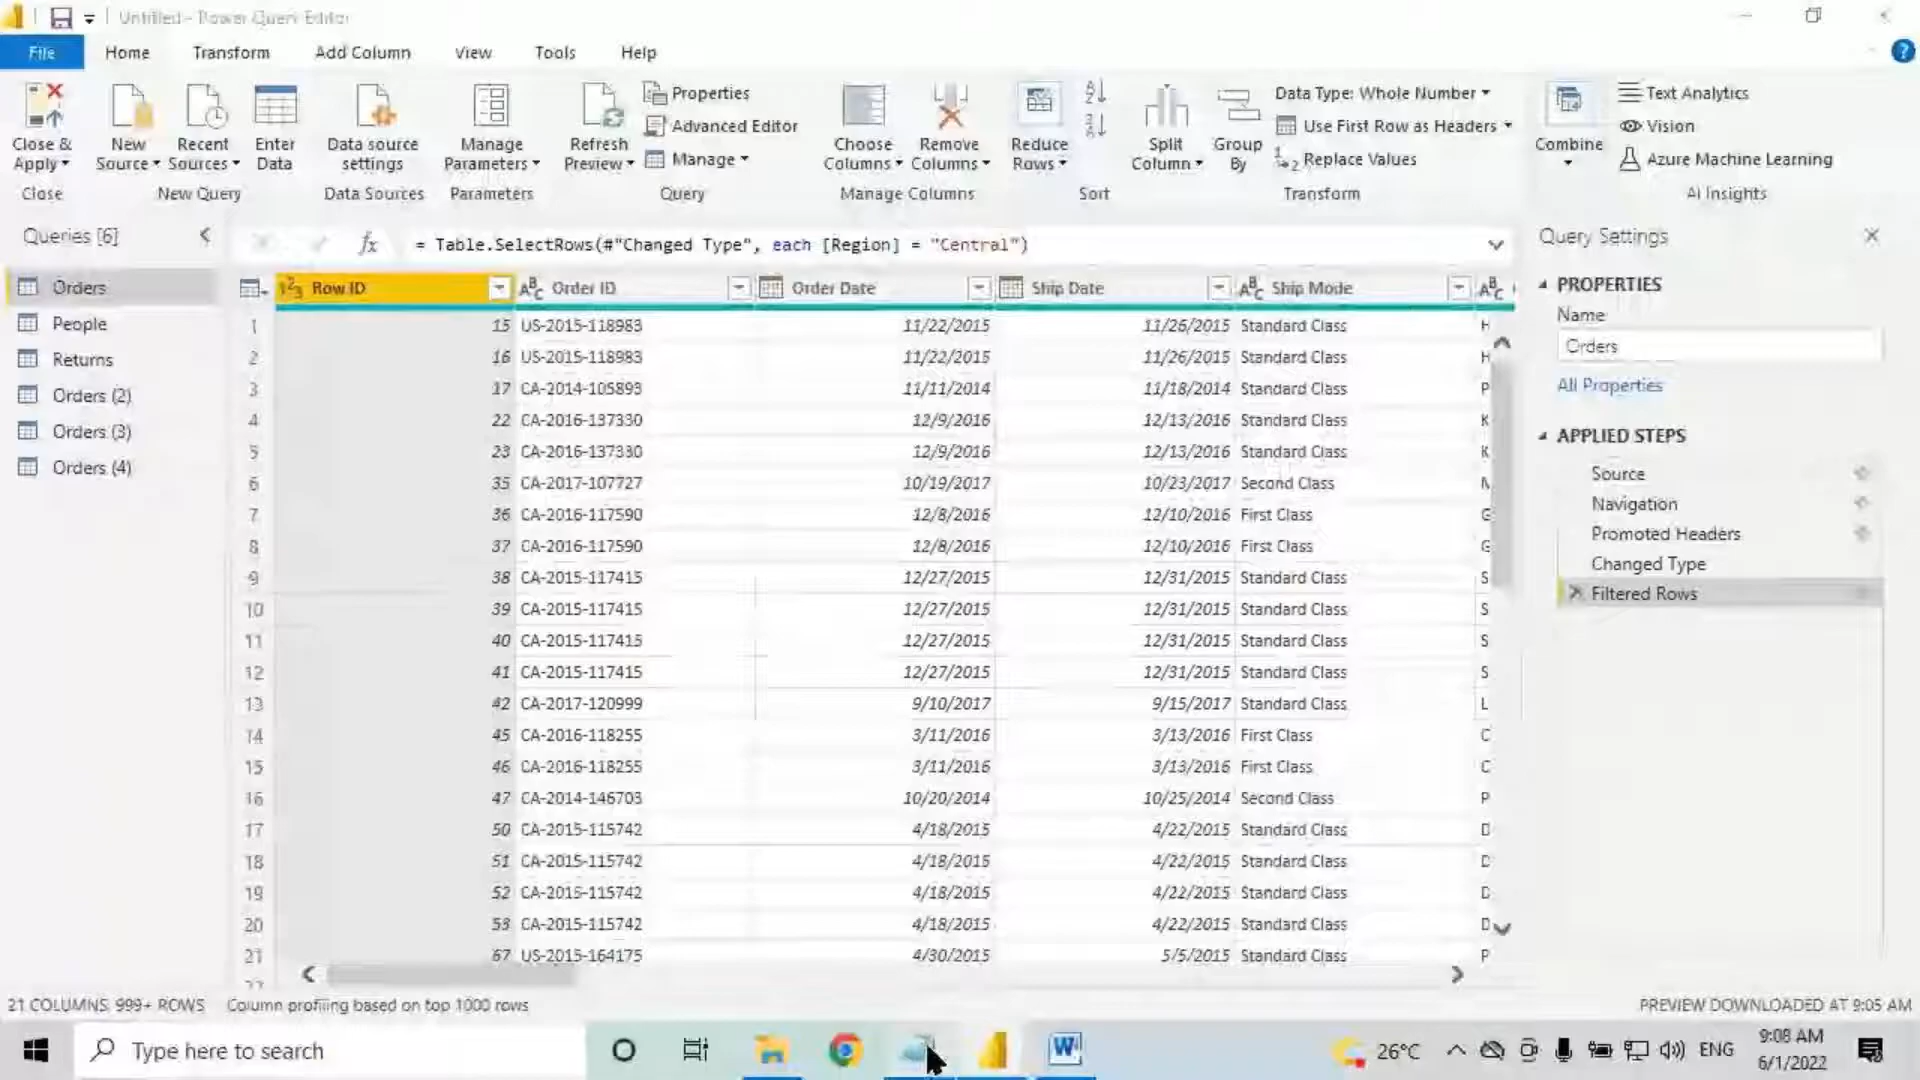 Untitled - Power Query Editor
File Home Transform Add Column View Tools Help
Close & Apply
New Source
Recent Sources
Enter Data
Data source settings
Manage Parameters
Refresh Preview
Properties
Advanced Editor
Manage
Choose Columns
Remove Columns
Reduce Rows
Split Column
Group By
Data Type: Whole Number
Use First Row as Headers
Replace Values
Combine
Text Analytics
Vision
Azure Machine Learning
Close New Query Data Sources Parameters Query Manage Columns Sort Transform AI Insights
Queries [6]
Orders
People
Returns
Orders (2)
Orders (3)
Orders (4)
fx = Table.SelectRows(#"Changed Type", each [Region] = "Central")
Row ID Order ID Order Date Ship Date Ship Mode
1 15 US-2015-118983 11/22/2015 11/26/2015 Standard Class H
2 16 US-2015-118983 11/22/2015 11/26/2015 Standard Class H
3 17 CA-2014-105893 11/11/2014 11/18/2014 Standard Class P
4 22 CA-2016-137330 12/9/2016 12/13/2016 Standard Class K
5 23 CA-2016-137330 12/9/2016 12/13/2016 Standard Class K
6 35 CA-2017-107727 10/19/2017 10/23/2017 Second Class
7 36 CA-2016-117590 12/8/2016 12/10/2016 First Class G
8 37 CA-2016-117590 12/8/2016 12/10/2016 First Class G
9 38 CA-2015-117415 12/27/2015 12/31/2015 Standard Class S
10 39 CA-2015-117415 12/27/2015 12/31/2015 Standard Class S
11 40 CA-2015-117415 12/27/2015 12/31/2015 Standard Class S
12 41 CA-2015-117415 12/27/2015 12/31/2015 Standard Class S
13 42 CA-2017-120999 9/10/2017 9/15/2017 Standard Class L
14 45 CA-2016-118255 3/11/2016 3/13/2016 First Class C
15 46 CA-2016-118255 3/11/2016 3/13/2016 First Class C
16 47 CA-2014-146703 10/20/2014 10/25/2014 Second Class P
17 50 CA-2015-115742 4/18/2015 4/22/2015 Standard Class D
18 51 CA-2015-115742 4/18/2015 4/22/2015 Standard Class D
19 52 CA-2015-115742 4/18/2015 4/22/2015 Standard Class D
20 53 CA-2015-115742 4/18/2015 4/22/2015 Standard Class D
21 67 US-2015-164175 4/30/2015 5/5/2015 Standard Class P
Query Settings
PROPERTIES
Name
Orders
All Properties
APPLIED STEPS
Source
Navigation
Promoted Headers
Changed Type
Filtered Rows
21 COLUMNS, 999+ ROWS Column profiling based on top 1000 rows PREVIEW DOWNLOADED AT 9:05 AM
Type here to search
26°C ENG
9:08 AM
6/1/2022